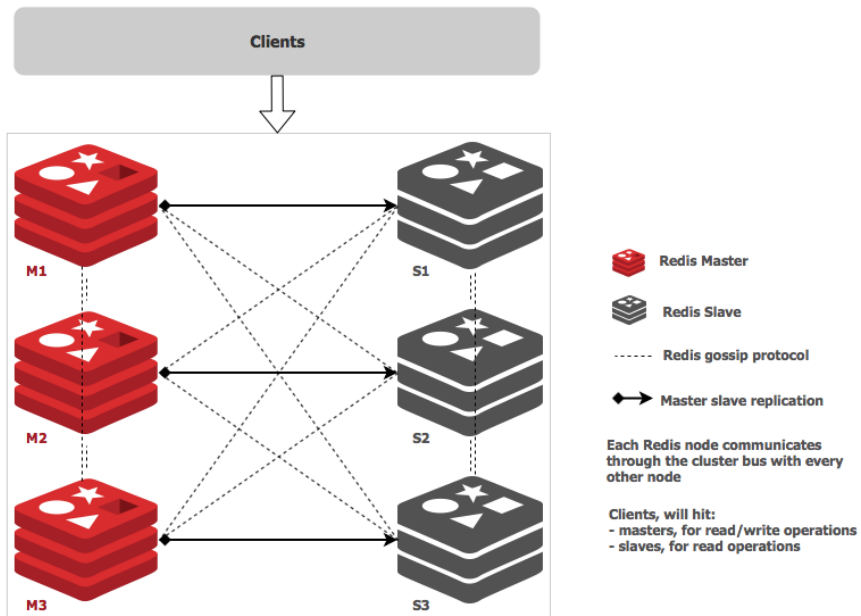 Clients
M1
S1
M2
S2
M3
S3
Redis Master
Redis Slave
Redis gossip protocol
Master slave replication
Each Redis node communicates
through the cluster bus with every
other node
Clients, will hit:
- masters, for read/write operations
- slaves, for read operations